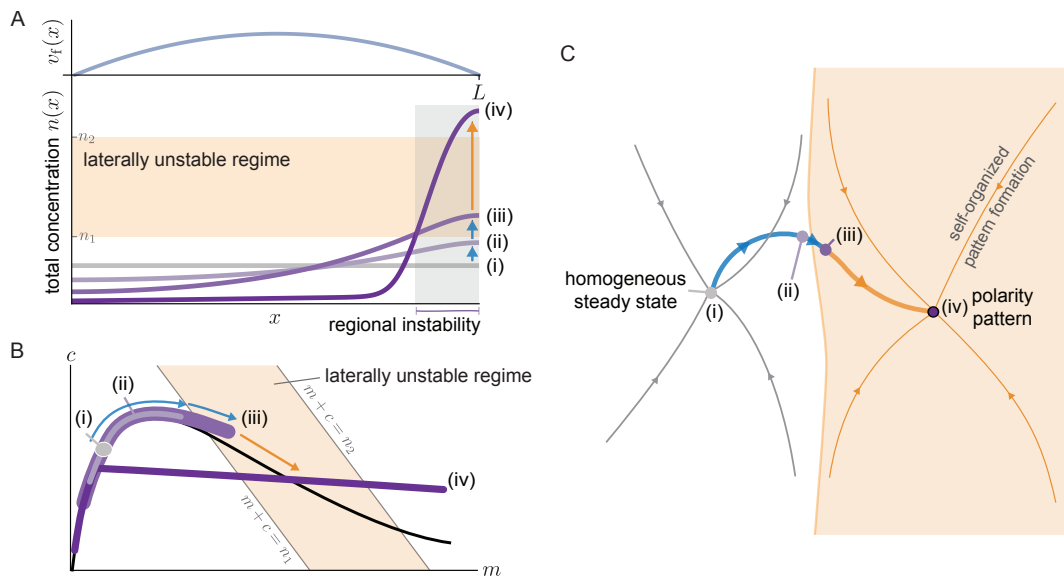 A
v_f(x)
L
total concentration n(x)
n_2
n_1
laterally unstable regime
(iv)
(iii)
(ii)
(i)
x
regional instability
B
c
(i)
(ii)
(iii)
(iv)
laterally unstable regime
m + c = n_2
m + c = n_1
m
C
self-organized
pattern formation
homogeneous
steady state
(i)
(ii)
(iii)
(iv)
polarity
pattern